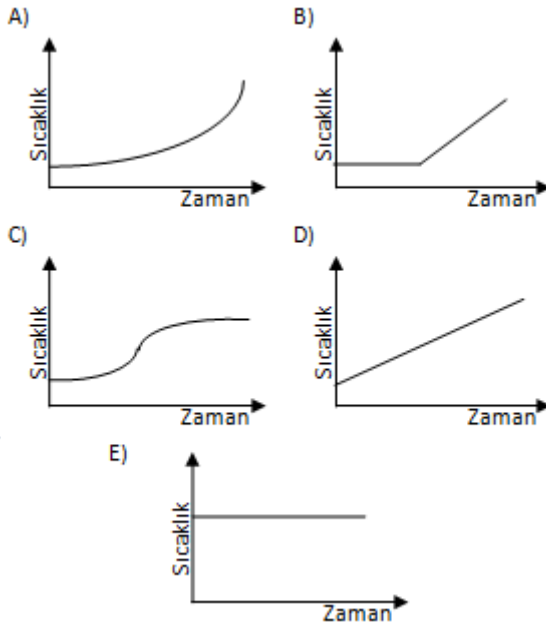 A)
B)
Sıcaklık
Sıcaklık
Zaman
Zaman
C)
D)
Sıcaklık
Sıcaklık
Zaman
Zaman
E)
Sıcaklık
Zaman